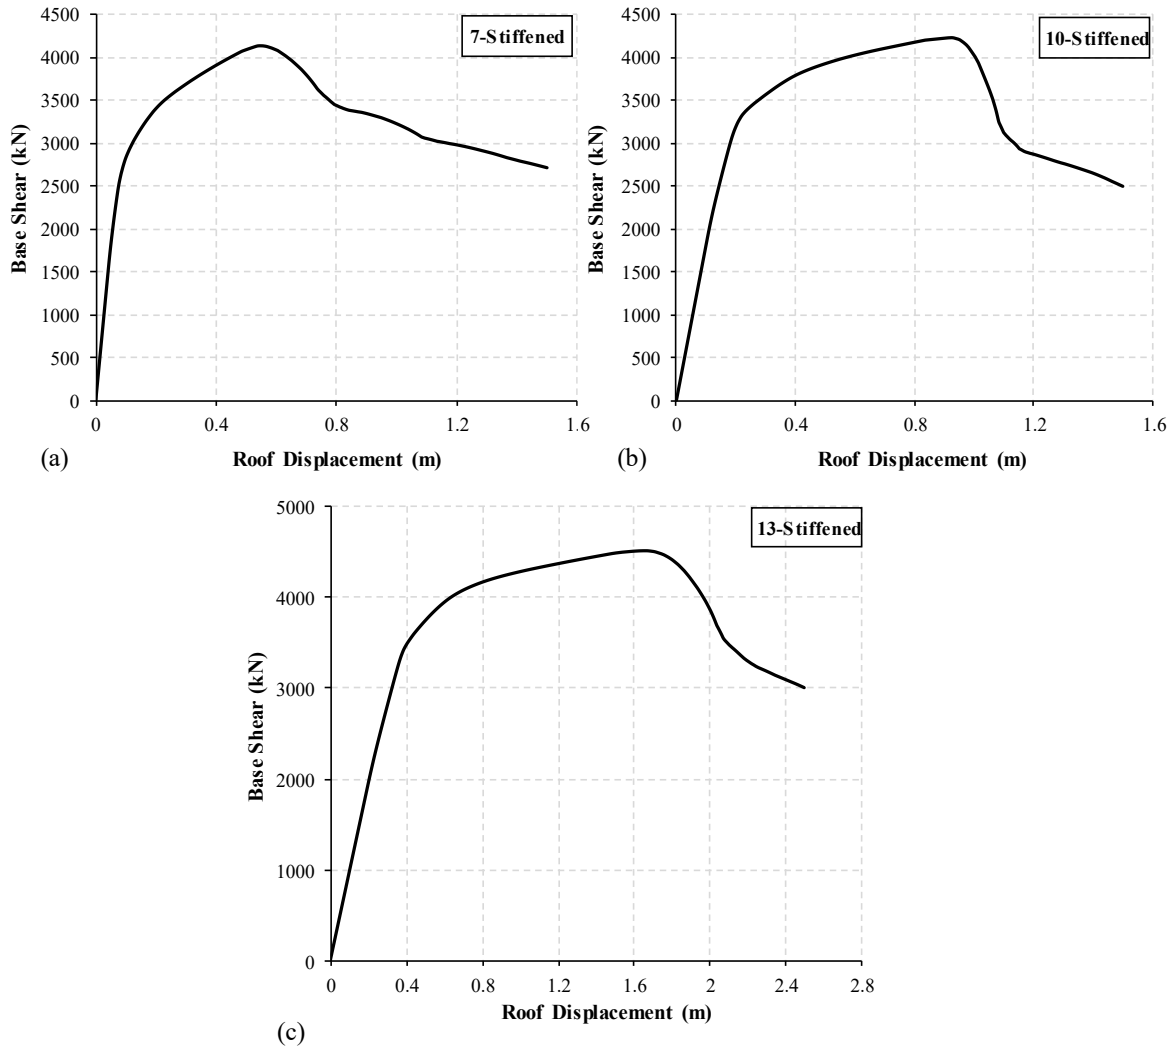 7-Stiffened
4500
4000
3500
3000
2500
2000
1500
1000
500
0
Base Shear (kN)
0 0.4 0.8 1.2 1.6
Roof Displacement (m)
(a)
10-Stiffened
4500
4000
3500
3000
2500
2000
1500
1000
500
0
Base Shear (kN)
0 0.4 0.8 1.2 1.6
Roof Displacement (m)
(b)
13-Stiffened
5000
4000
3000
2000
1000
0
Base Shear (kN)
0 0.4 0.8 1.2 1.6 2 2.4 2.8
Roof Displacement (m)
(c)